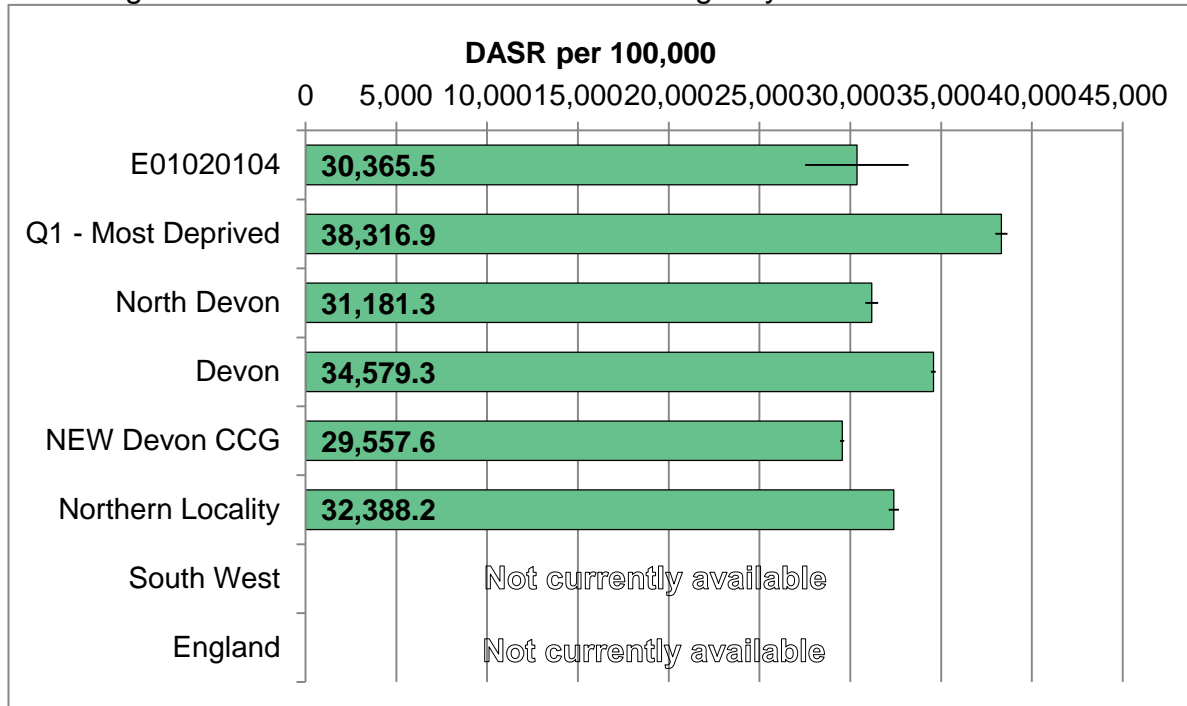 DASR per 100,000
0 5,000 10,000 15,000 20,000 25,000 30,000 35,000 40,000 45,000
E01020104 30,365.5
Q1 - Most Deprived 38,316.9
North Devon 31,181.3
Devon 34,579.3
NEW Devon CCG 29,557.6
Northern Locality 32,388.2
South West Not currently available
England Not currently available